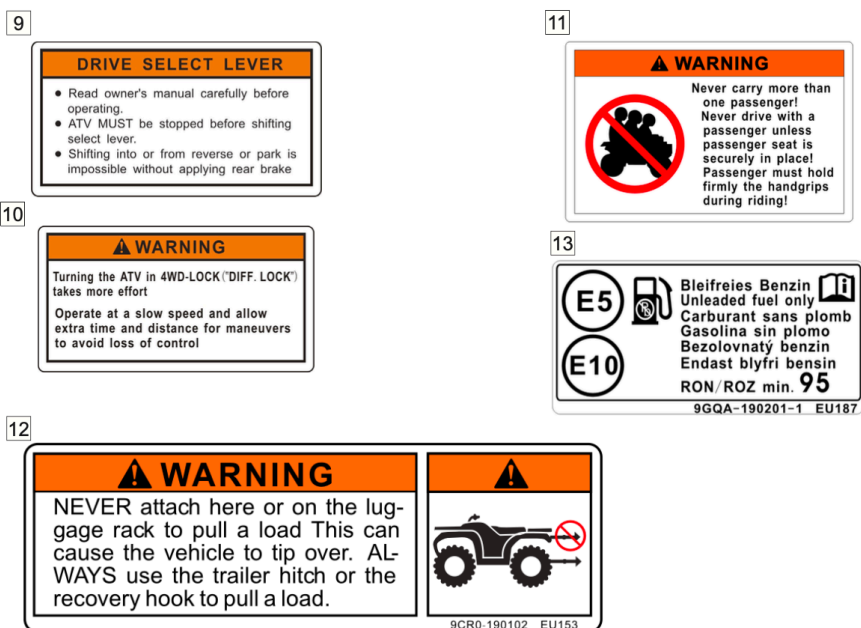 9
DRIVE SELECT LEVER
● Read owner's manual carefully before
operating.
● ATV MUST be stopped before shifting
select lever.
● Shifting into or from reverse or park is
impossible without applying rear brake
10
WARNING
Turning the ATV in 4WD-LOCK ("DIFF. LOCK")
takes more effort
Operate at a slow speed and allow
extra time and distance for maneuvers
to avoid loss of control
11
WARNING
Never carry more than
one passenger!
Never drive with a
passenger unless
passenger seat is
securely in place!
Passenger must hold
firmly the handgrips
during riding!
13
E5
E10
Bleifreies Benzin
Unleaded fuel only
Carburant sans plomb
Gasolina sin plomo
Bezolovnatý benzin
Endast blyfri bensin
RON/ROZ min. 95
9GQA-190201-1 EU187
12
WARNING
NEVER attach here or on the lug-
gage rack to pull a load This can
cause the vehicle to tip over. AL-
WAYS use the trailer hitch or the
recovery hook to pull a load.
9CR0-190102 EU153